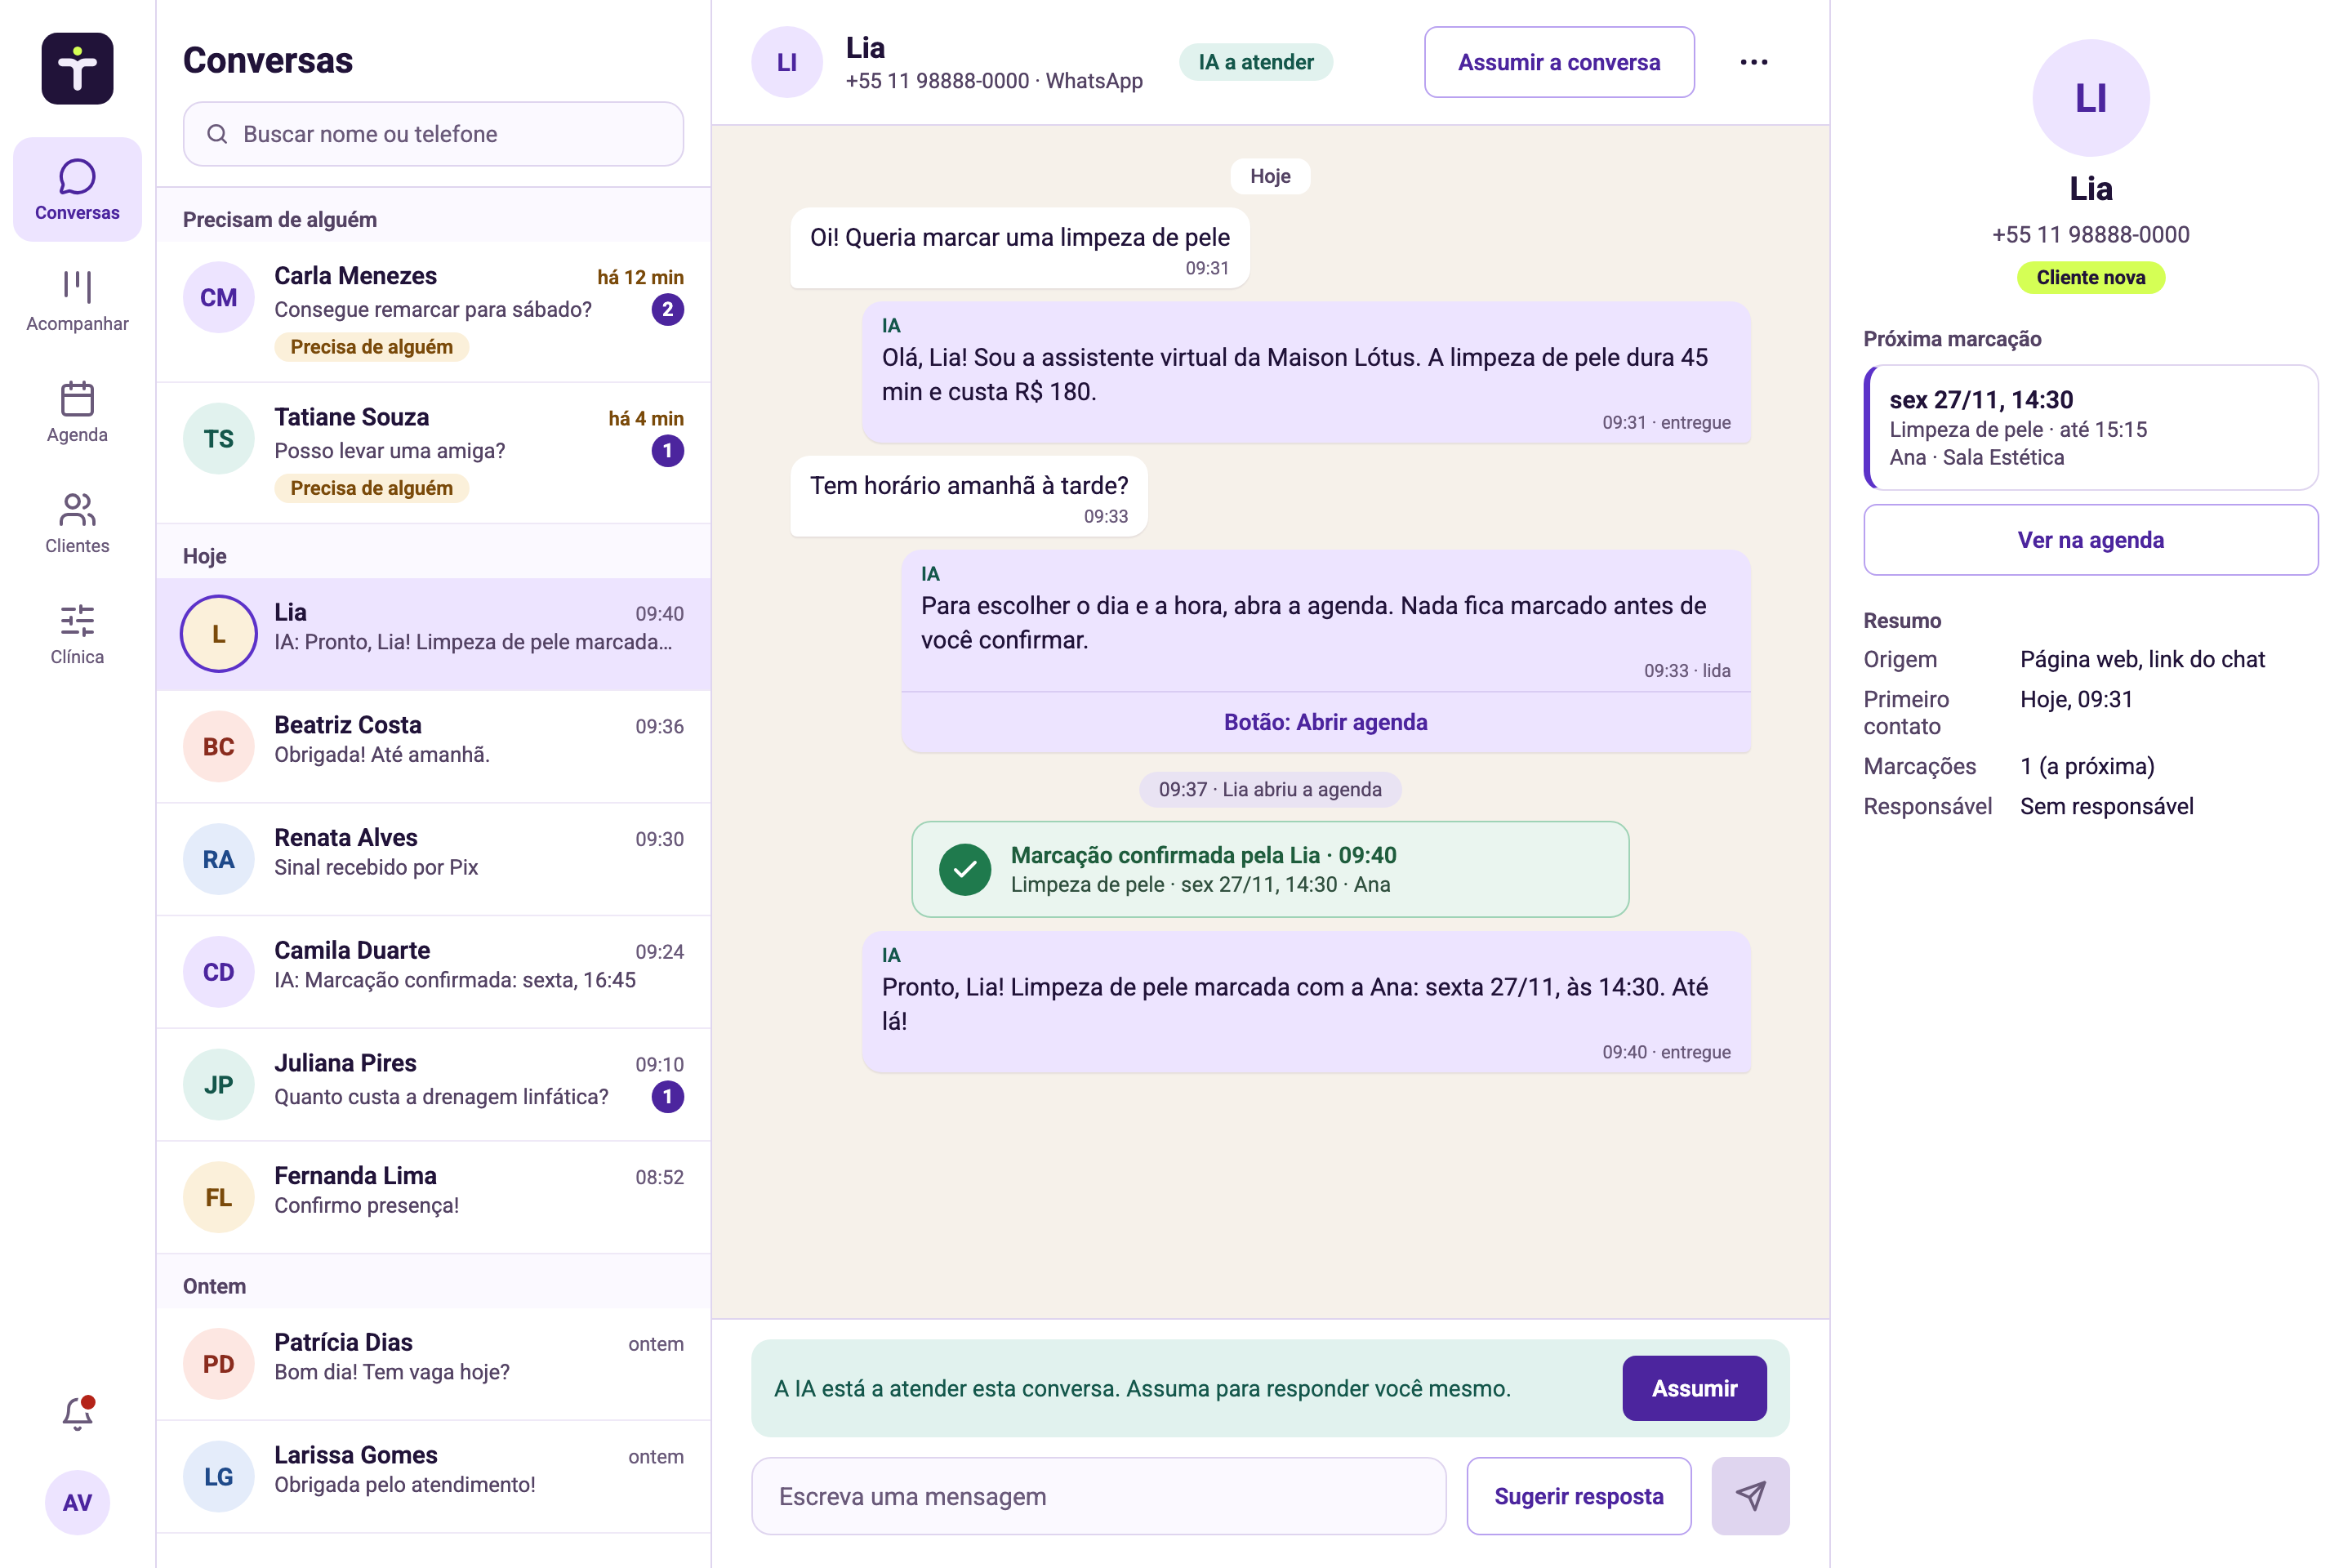 Conversas
Acompanhar
Agenda
Clientes
Clínica
AV
Conversas
Buscar nome ou telefone
Precisam de alguém
CM
Carla Menezes
há 12 min
Consegue remarcar para sábado?
2
Precisa de alguém
TS
Tatiane Souza
há 4 min
Posso levar uma amiga?
1
Precisa de alguém
Hoje
L
Lia
09:40
IA: Pronto, Lia! Limpeza de pele marcada...
BC
Beatriz Costa
09:36
Obrigada! Até amanhã.
RA
Renata Alves
09:30
Sinal recebido por Pix
CD
Camila Duarte
09:24
IA: Marcação confirmada: sexta, 16:45
JP
Juliana Pires
09:10
Quanto custa a drenagem linfática?
1
FL
Fernanda Lima
08:52
Confirmo presença!
Ontem
PD
Patrícia Dias
ontem
Bom dia! Tem vaga hoje?
LG
Larissa Gomes
ontem
Obrigada pelo atendimento!
LI
Lia
+55 11 98888-0000 · WhatsApp
IA a atender
Assumir a conversa
Hoje
Oi! Queria marcar uma limpeza de pele
09:31
IA
Olá, Lia! Sou a assistente virtual da Maison Lótus. A limpeza de pele dura 45
min e custa R$ 180.
09:31 · entregue
Tem horário amanhã à tarde?
09:33
IA
Para escolher o dia e a hora, abra a agenda. Nada fica marcado antes de
você confirmar.
09:33 · lida
Botão: Abrir agenda
09:37 · Lia abriu a agenda
Marcação confirmada pela Lia · 09:40
Limpeza de pele · sex 27/11, 14:30 · Ana
IA
Pronto, Lia! Limpeza de pele marcada com a Ana: sexta 27/11, às 14:30. Até
lá!
09:40 · entregue
A IA está a atender esta conversa. Assuma para responder você mesmo.
Assumir
Escreva uma mensagem
Sugerir resposta
LI
Lia
+55 11 98888-0000
Cliente nova
Próxima marcação
sex 27/11, 14:30
Limpeza de pele · até 15:15
Ana · Sala Estética
Ver na agenda
Resumo
Origem
Página web, link do chat
Primeiro
contato
Hoje, 09:31
Marcações
1 (a próxima)
Responsável
Sem responsável